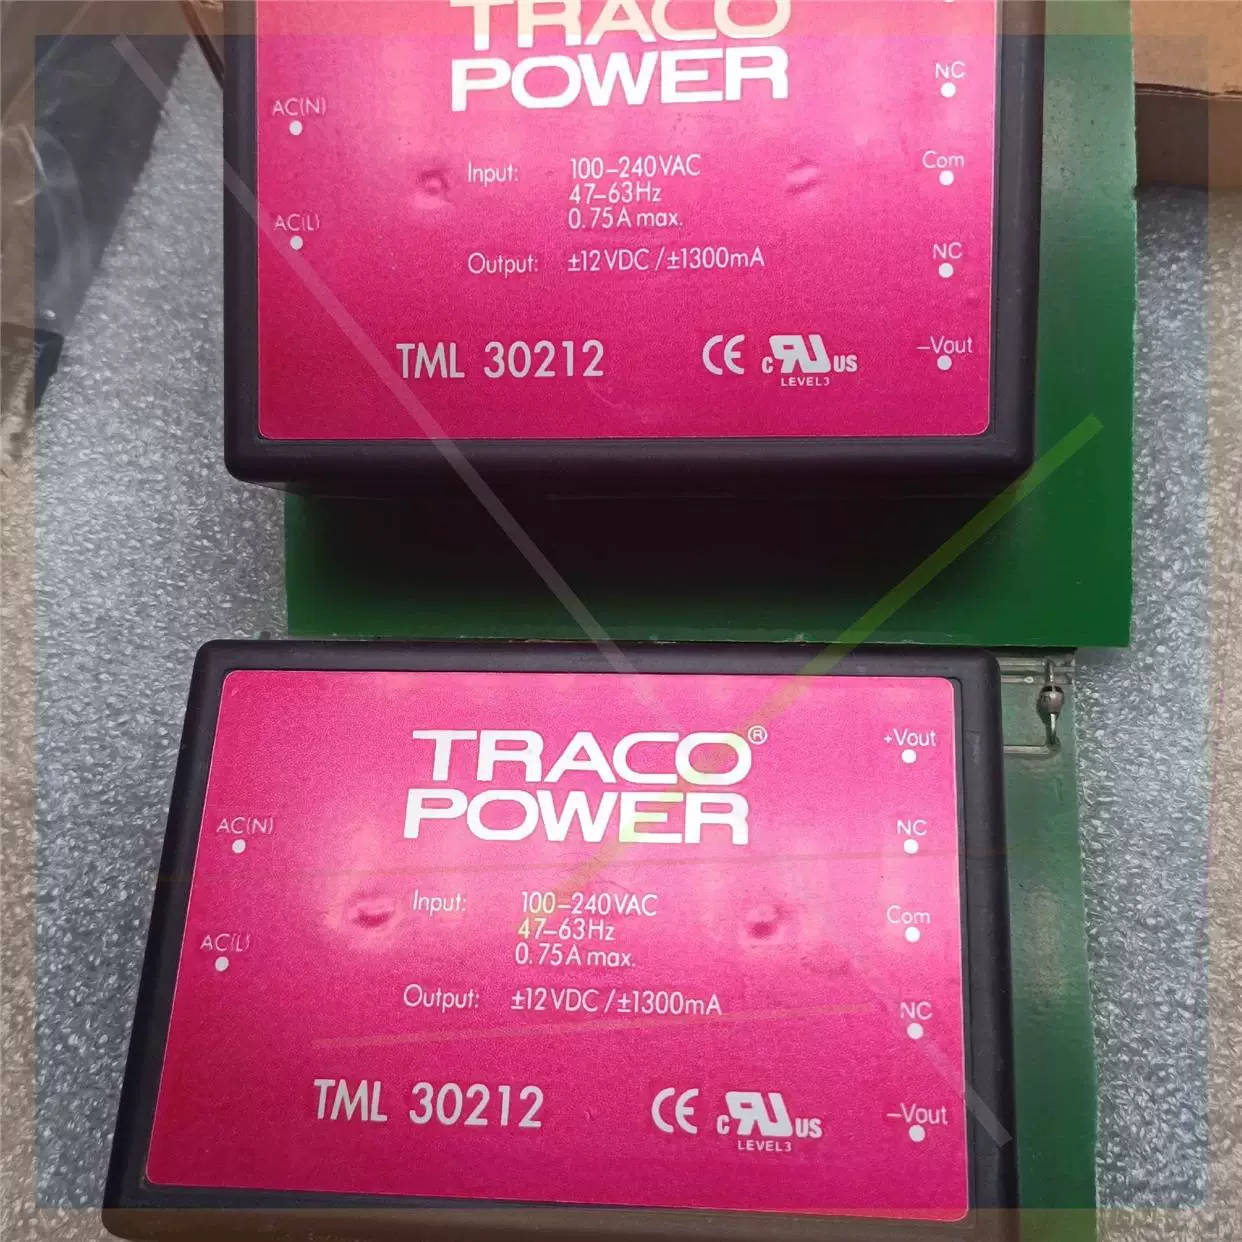 TRACO
POWER
AC(N)
AC(L)
Input: 100–240VAC
47–63Hz
0.75A max.
Output: ±12VDC/±1300mA
TML 30212
CE c RU US
LEVEL3
NC
Com
NC
–Vout
TRACO®
POWER
AC(N)
AC(L)
Input: 100–240VAC
47–63Hz
0.75A max.
Output: ±12VDC/±1300mA
TML 30212
CE c RU US
LEVEL3
+Vout
NC
Com
NC
–Vout